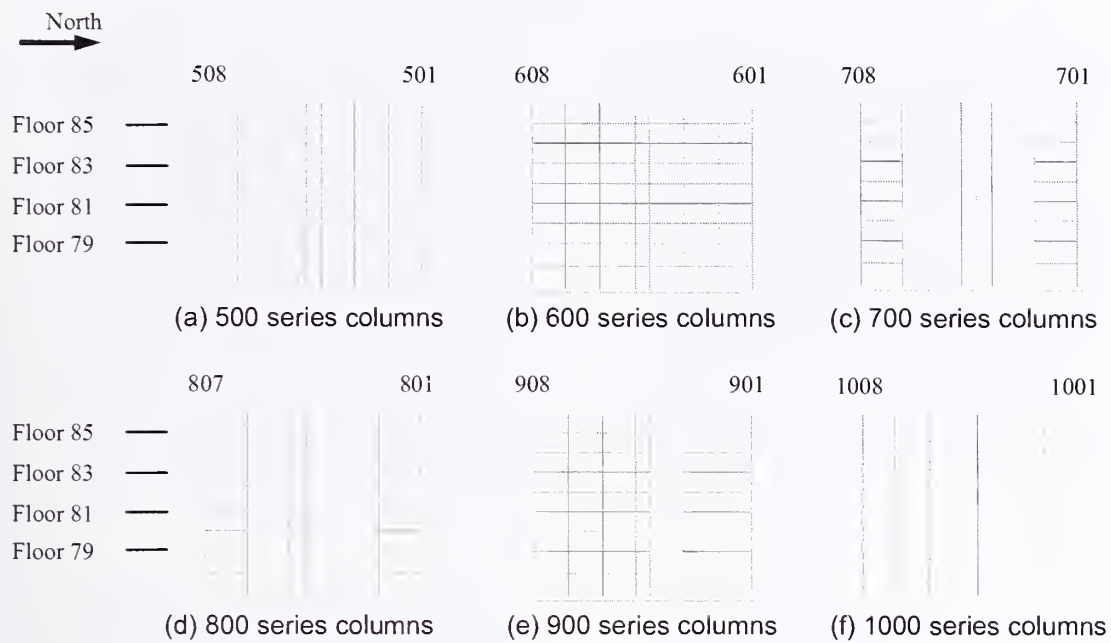 North
508 501 608 601 708 701
Floor 85
Floor 83
Floor 81
Floor 79
(a) 500 series columns (b) 600 series columns (c) 700 series columns
807 801 908 901 1008 1001
Floor 85
Floor 83
Floor 81
Floor 79
(d) 800 series columns (e) 900 series columns (f) 1000 series columns